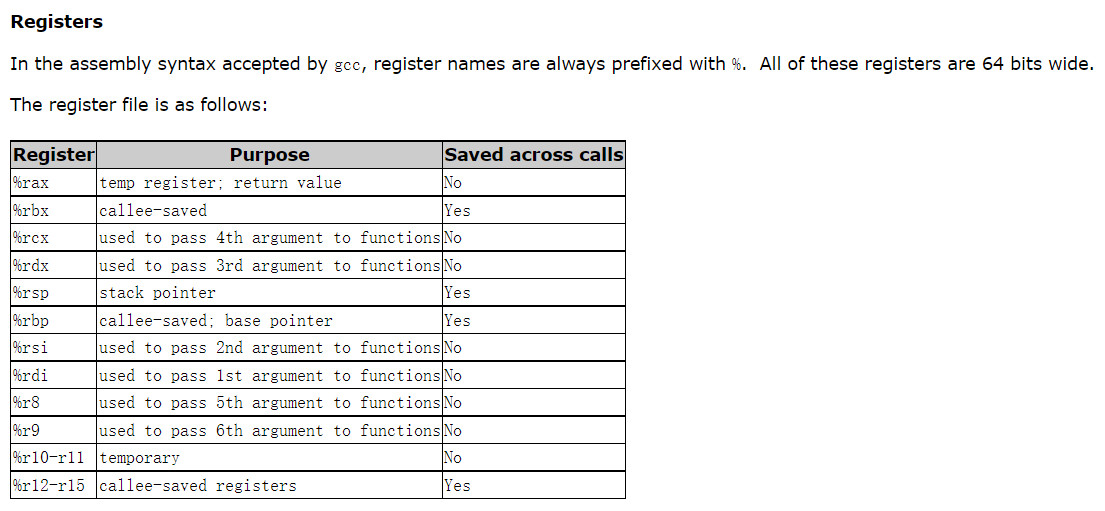 Registers
In the assembly syntax accepted by gcc, register names are always prefixed with %. All of these registers are 64 bits wide.
The register file is as follows:
Register Purpose Saved across calls
%rax temp register; return value No
%rbx callee-saved Yes
%rcx used to pass 4th argument to functions No
%rdx used to pass 3rd argument to functions No
%rsp stack pointer Yes
%rbp callee-saved; base pointer Yes
%rsi used to pass 2nd argument to functions No
%rdi used to pass 1st argument to functions No
%r8 used to pass 5th argument to functions No
%r9 used to pass 6th argument to functions No
%r10-r11 temporary No
%r12-r15 callee-saved registers Yes